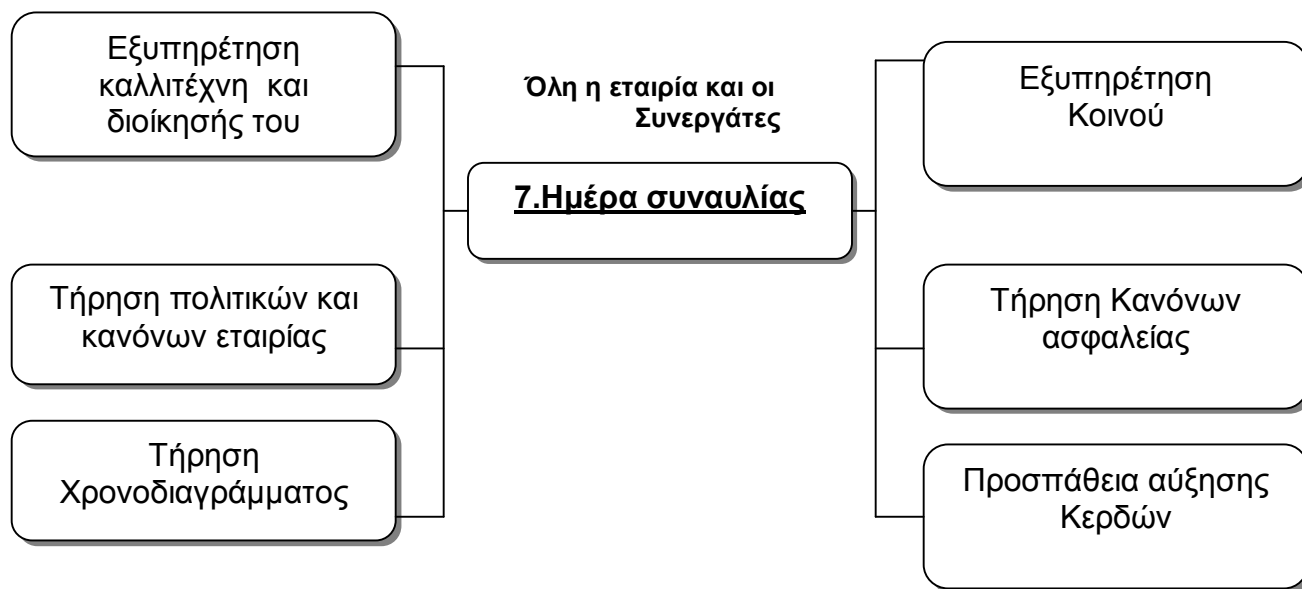 Εξυπηρέτηση
καλλιτέχνη και
διοίκησής του
Όλη η εταιρία και οι
Συνεργάτες
Εξυπηρέτηση
Κοινού
7.Ημέρα συναυλίας
Τήρηση πολιτικών και
κανόνων εταιρίας
Τήρηση Κανόνων
ασφαλείας
Τήρηση
Χρονοδιαγράμματος
Προσπάθεια αύξησης
Κερδών